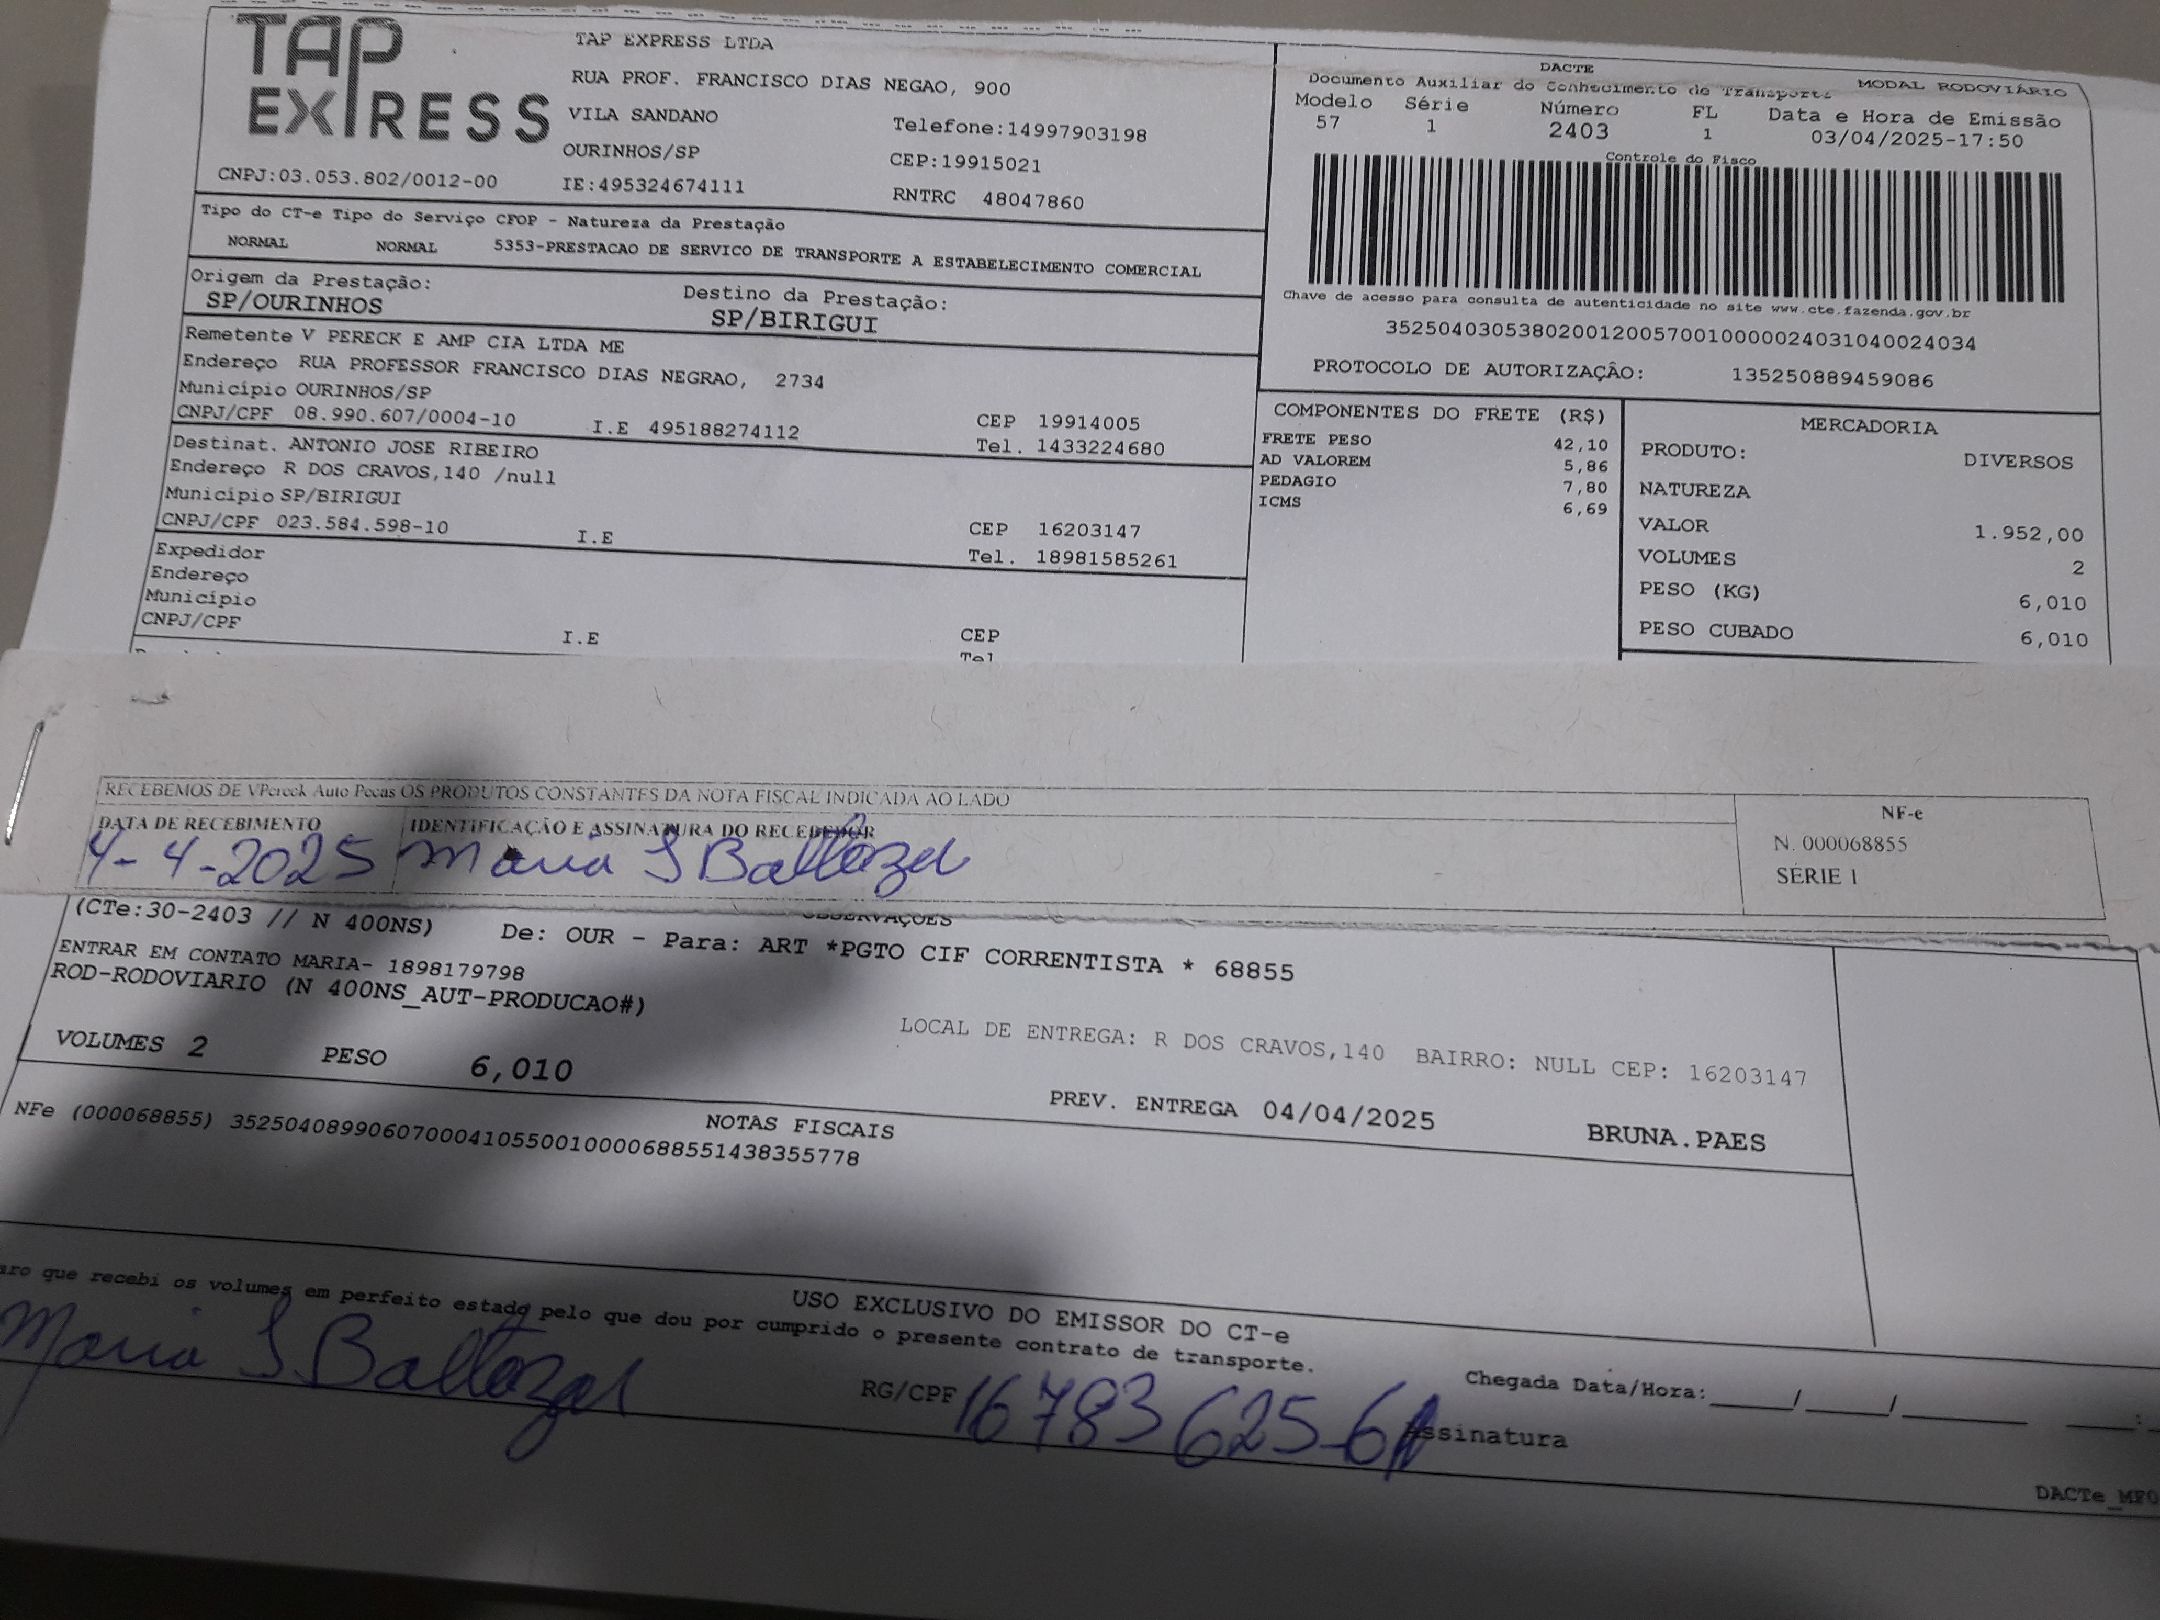 TAP
EXPRESS
TAP EXPRESS LTDA
RUA PROF. FRANCISCO DIAS NEGAO, 900
VILA SANDANO
Telefone:14997903198
OURINHOS/SP
CEP:19915021
CNPJ:03.053.802/0012-00
IE:495324674111
RNTRC 48047860
DACTE
Documento Auxiliar do Conhecimento de Transporte
MODAL RODOVIÁRIO
Modelo Série Número FL Data e Hora de Emissão
57 1 2403 1 03/04/2025-17:50
Controle do Fisco
Chave de acesso para consulta de autenticidade no site www.cte.fazenda.gov.br
35250403053802001200570010000024031040024034
PROTOCOLO DE AUTORIZAÇÂO: 135250889459086
Tipo do CT-e Tipo do Serviço CFOP - Natureza da Prestação
NORMAL NORMAL 5353-PRESTACAO DE SERVICO DE TRANSPORTE A ESTABELECIMENTO COMERCIAL
Origem da Prestação:
SP/OURINHOS
Destino da Prestação:
SP/BIRIGUI
Remetente V PERECK E AMP CIA LTDA ME
Endereço RUA PROFESSOR FRANCISCO DIAS NEGRAO, 2734
Município OURINHOS/SP
CEP 19914005
CNPJ/CPF 08.990.607/0004-10 I.E 495188274112
Tel. 1433224680
Destinat. ANTONIO JOSE RIBEIRO
Endereço R DOS CRAVOS,140 /null
Município SP/BIRIGUI
CEP 16203147
CNPJ/CPF 023.584.598-10 I.E
Tel. 18981585261
Expedidor
Endereço
Município
CEP
CNPJ/CPF I.E
Tel
COMPONENTES DO FRETE (R$)
FRETE PESO 42,10
AD VALOREM 5,86
PEDAGIO 7,80
ICMS 6,69
MERCADORIA
PRODUTO: DIVERSOS
NATUREZA
VALOR 1.952,00
VOLUMES 2
PESO (KG) 6,010
PESO CUBADO 6,010
RECEBEMOS DE VPereck Auto Pecas OS PRODUTOS CONSTANTES DA NOTA FISCAL INDICADA AO LADO
DATA DE RECEBIMENTO
IDENTIFICAÇÃO E ASSINATURA DO RECEBEDOR
4-4-2025 Maria S Baltazar
NF-e
N. 000068855
SÉRIE 1
OBSERVAÇÕES
(CTe:30-2403 // N 400NS) De: OUR - Para: ART *PGTO CIF CORRENTISTA * 68855
ENTRAR EM CONTATO MARIA- 1898179798
ROD-RODOVIARIO (N 400NS_AUT-PRODUCAO#)
LOCAL DE ENTREGA: R DOS CRAVOS,140 BAIRRO: NULL CEP: 16203147
VOLUMES 2 PESO 6,010
PREV. ENTREGA 04/04/2025 BRUNA.PAES
NOTAS FISCAIS
NFe (000068855) 35250408990607000410550010000688551438355778
USO EXCLUSIVO DO EMISSOR DO CT-e
aro que recebi os volumes em perfeito estado pelo que dou por cumprido o presente contrato de transporte.
Maria S Baltazar
RG/CPF 16783625-61
Chegada Data/Hora:____/____/______ ____:
Assinatura